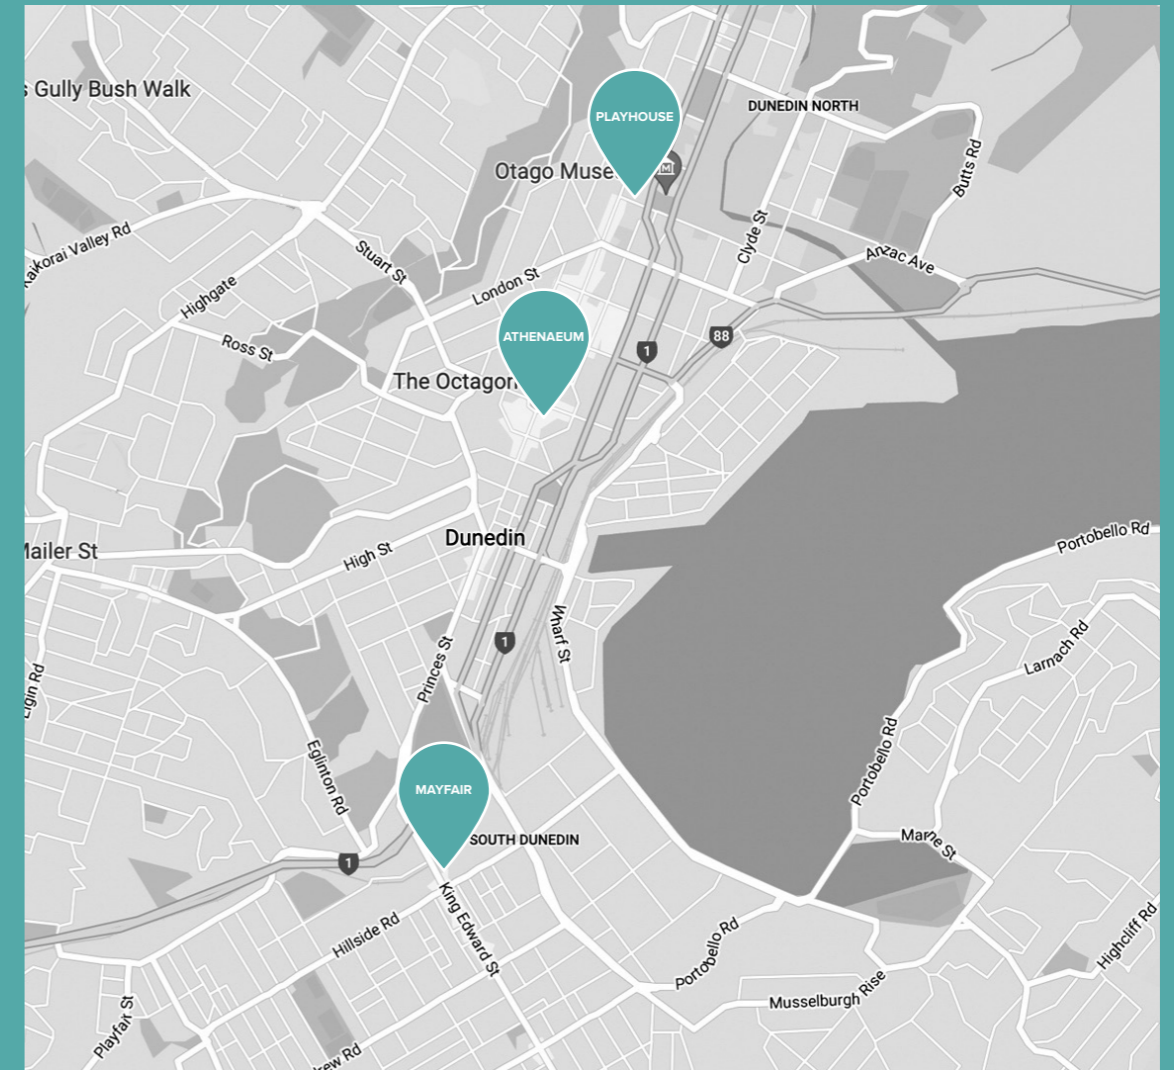 s Gully Bush Walk
PLAYHOUSE
DUNEDIN NORTH
Otago Muse
M
Butts Rd
Kaikorai Valley Rd
Stuart St
Clyde St
Anzac Ave
Highgate
London St
Ross St
ATHENAEUM
88
1
The Octagon
Dunedin
Mailer St
High St
Portobello Rd
Wharf St
1
Larnach Rd
Princes St
Elgin Rd
Eglinton Rd
Portobello Rd
MAYFAIR
SOUTH DUNEDIN
Marne St
1
King Edward St
Hillside Rd
Portobello Rd
Highcliff Rd
Musselburgh Rise
Playfair St
rew Rd